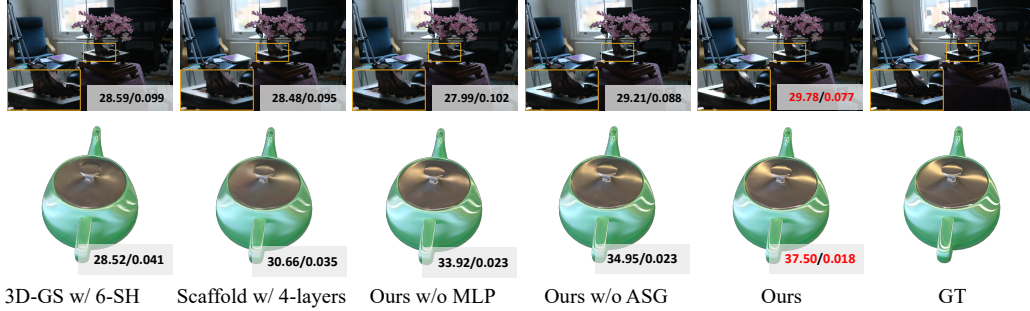 28.59/0.099 28.48/0.095 27.99/0.102 29.21/0.088 29.78/0.077
28.52/0.041 30.66/0.035 33.92/0.023 34.95/0.023 37.50/0.018
3D-GS w/ 6-SH Scaffold w/ 4-layers Ours w/o MLP Ours w/o ASG Ours GT